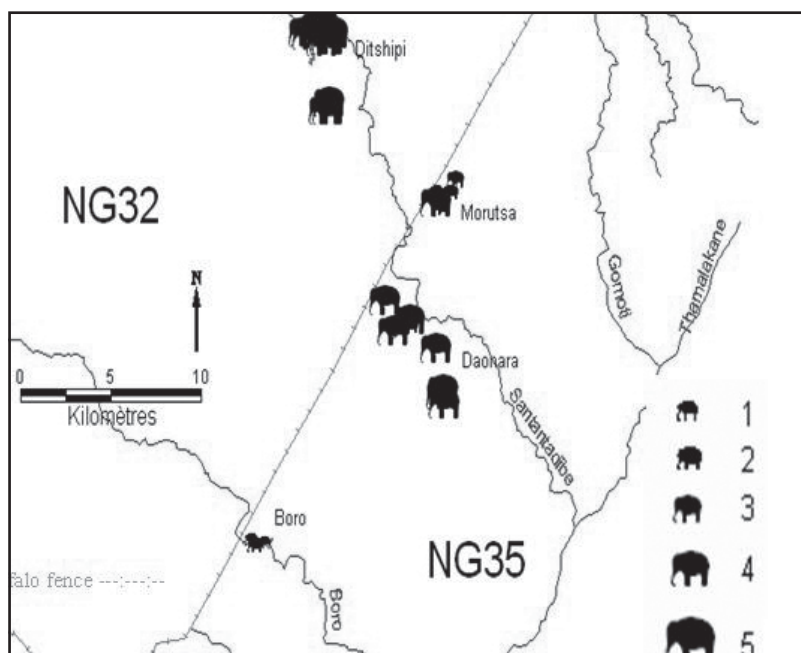 Ditshipi
NG32
Morutsa
Gomoti
Thamalakane
N
0 5 10
Kilomètres
Daonara
Santantadibe
1
2
3
4
5
Boro
NG35
Boro
falo fence